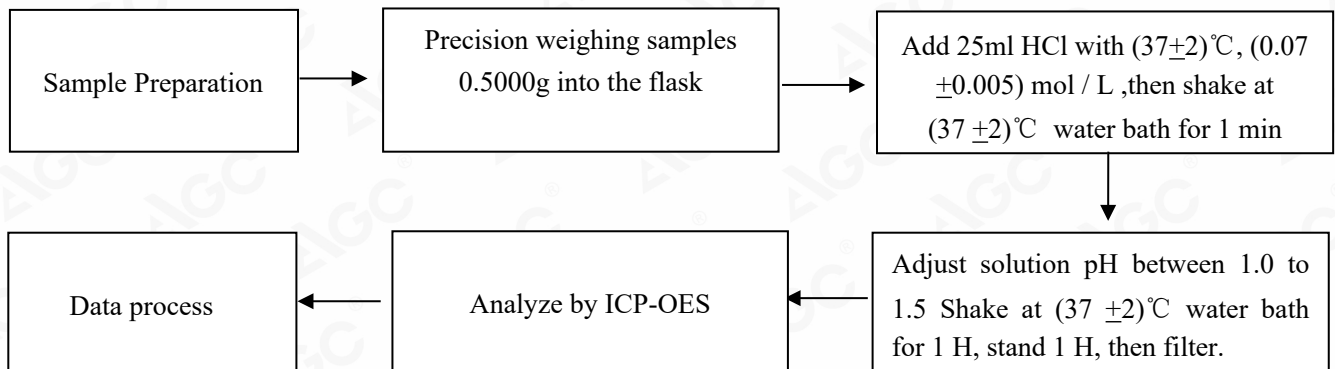 Sample Preparation
Precision weighing samples
0.5000g into the flask
Add 25ml HCl with (37±2)℃, (0.07
±0.005) mol / L ,then shake at
(37 ±2)℃ water bath for 1 min
Adjust solution pH between 1.0 to
1.5 Shake at (37 ±2)℃ water bath
for 1 H, stand 1 H, then filter.
Analyze by ICP-OES
Data process
AGC